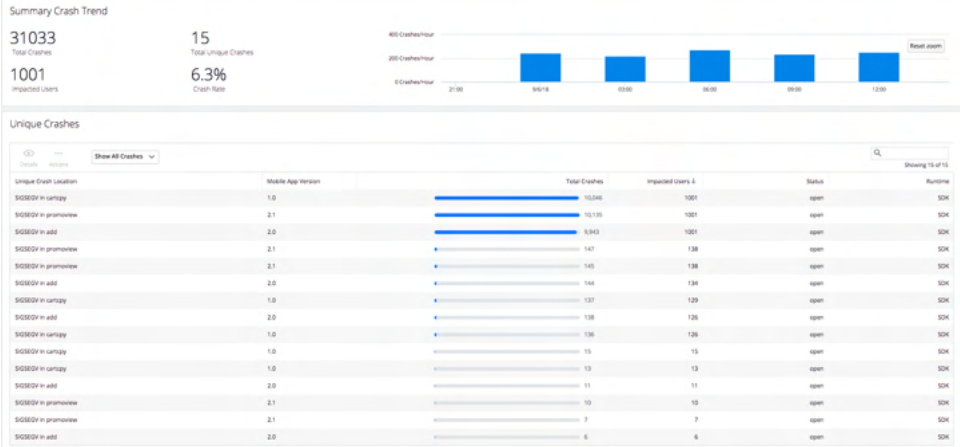 Summary Crash Trend
31033
Total Crashes
15
Total Unique Crashes
1001
Impacted Users
6.3%
Crash Rate
400 Crashes/Hour
200 Crashes/Hour
0 Crashes/Hour
21:00 9/6/18 03:00 06:00 09:00 12:00
Reset zoom
Unique Crashes
Details Actions Show All Crashes
Showing 15 of 15
Unique Crash Location Mobile App Version Total Crashes Impacted Users Status Runtime
SIGSEGV in cartcpy 1.0 10,046 1001 open SDK
SIGSEGV in promoview 2.1 10,135 1001 open SDK
SIGSEGV in add 2.0 9,943 1001 open SDK
SIGSEGV in promoview 2.1 147 138 open SDK
SIGSEGV in promoview 2.1 145 138 open SDK
SIGSEGV in add 2.0 144 134 open SDK
SIGSEGV in cartcpy 1.0 137 129 open SDK
SIGSEGV in add 2.0 138 126 open SDK
SIGSEGV in cartcpy 1.0 136 126 open SDK
SIGSEGV in cartcpy 1.0 15 15 open SDK
SIGSEGV in cartcpy 1.0 13 13 open SDK
SIGSEGV in add 2.0 11 11 open SDK
SIGSEGV in promoview 2.1 10 10 open SDK
SIGSEGV in promoview 2.1 7 7 open SDK
SIGSEGV in add 2.0 6 6 open SDK